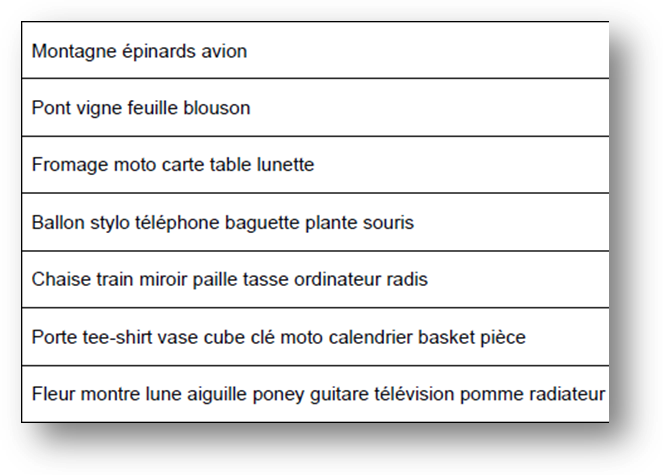 Montagne épinards avion
Pont vigne feuille blouson
Fromage moto carte table lunette
Ballon stylo téléphone baguette plante souris
Chaise train miroir paille tasse ordinateur radis
Porte tee-shirt vase cube clé moto calendrier basket pièce
Fleur montre lune aiguille poney guitare télévision pomme radiateur